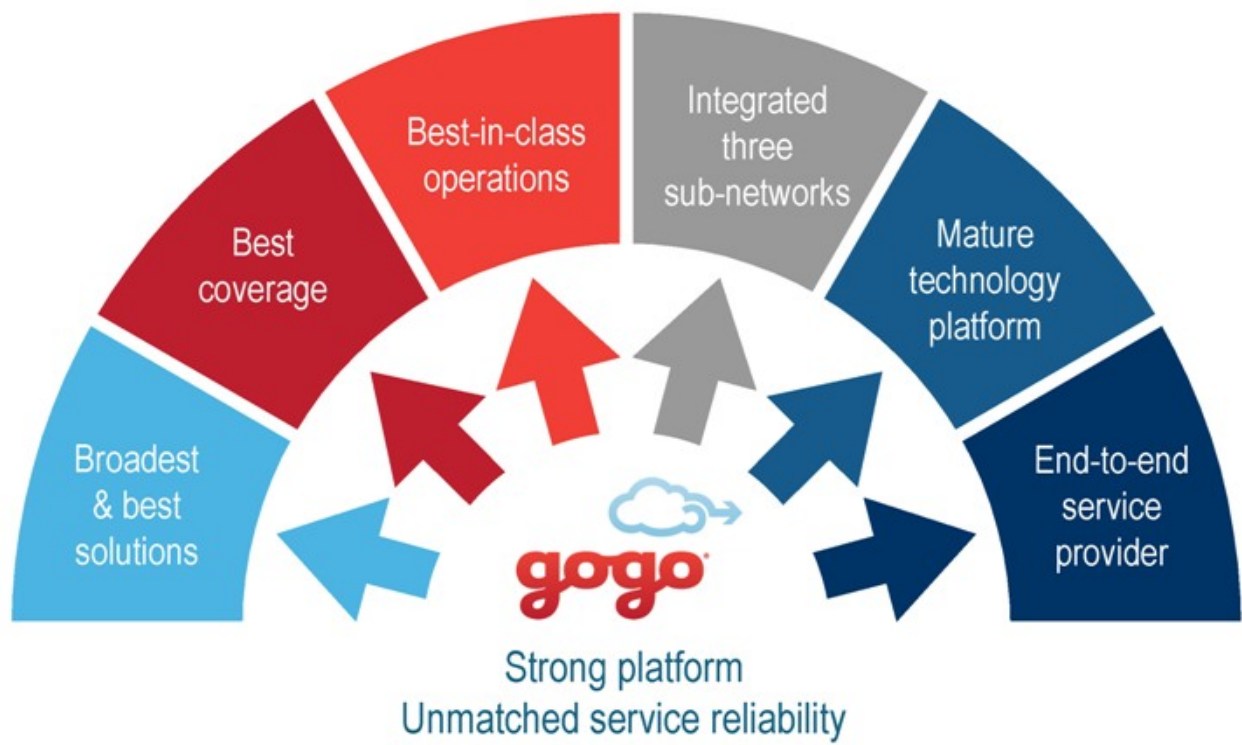 Broadest
& best
solutions
Best
coverage
Best-in-class
operations
Integrated
three
sub-networks
Mature
technology
platform
End-to-end
service
provider
gogo
Strong platform
Unmatched service reliability